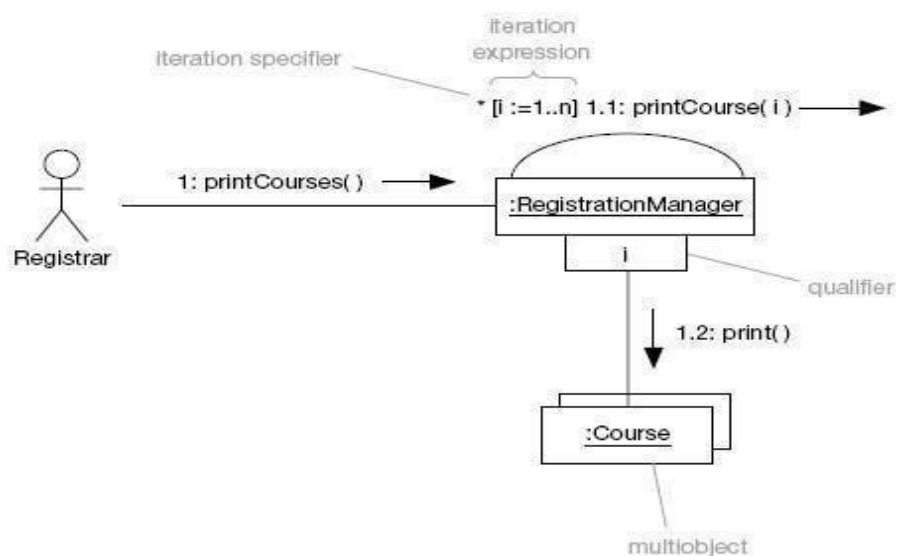 iteration
expression
iteration specifier
* [i :=1..n] 1.1: printCourse( i )
1: printCourses( )
:RegistrationManager
Registrar
i
qualifier
1.2: print( )
:Course
multiobject